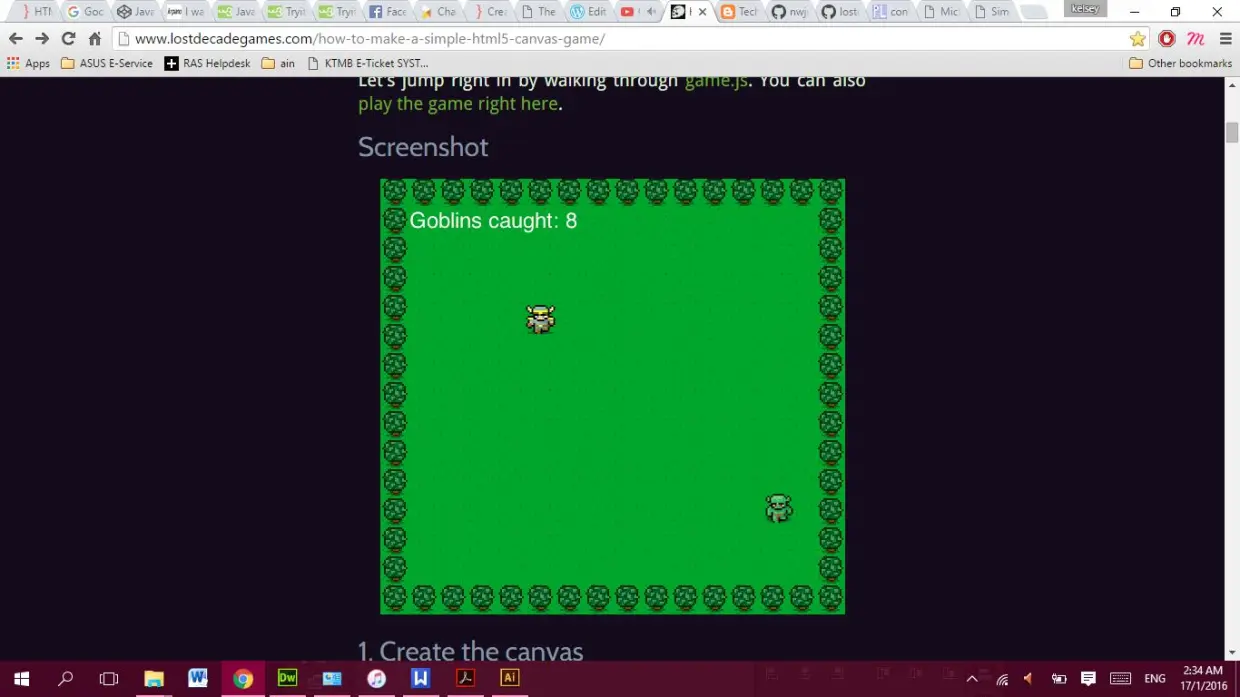 HTM Goc Java I wa Java Tryi Tryi Face Cha Cre The Edit Tech nwj lost con Mic Sim kelsey
www.lostdecadegames.com/how-to-make-a-simple-html5-canvas-game/
Apps ASUS E-Service RAS Helpdesk ain KTMB E-Ticket SYST... Other bookmarks
Let's jump right in by walking through game.js. You can also
play the game right here.
Screenshot
Goblins caught: 8
1. Create the canvas
W Dw W Ai ENG
2:34 AM
17/1/2016